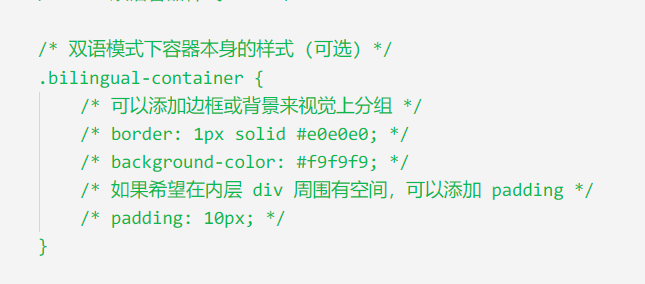 /* 双语模式下容器本身的样式 (可选) */
.bilingual-container {
/* 可以添加边框或背景来视觉上分组 */
/* border: 1px solid #e0e0e0; */
/* background-color: #f9f9f9; */
/* 如果希望在内层 div 周围有空间，可以添加 padding */
/* padding: 10px; */
}